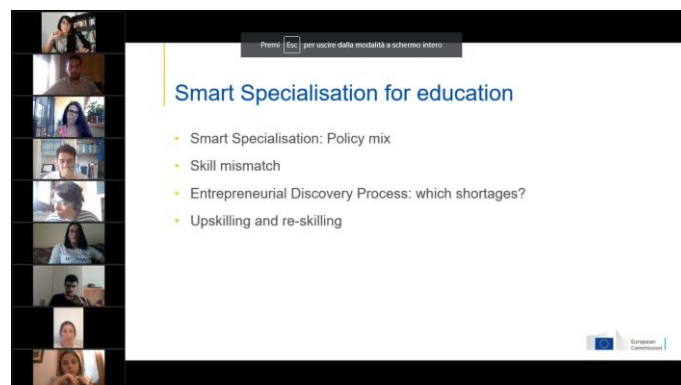 Premi Esc per uscire dalla modalità a schermo intero
Smart Specialisation for education
• Smart Specialisation: Policy mix
• Skill mismatch
• Entrepreneurial Discovery Process: which shortages?
• Upskilling and re-skilling
European
Commission